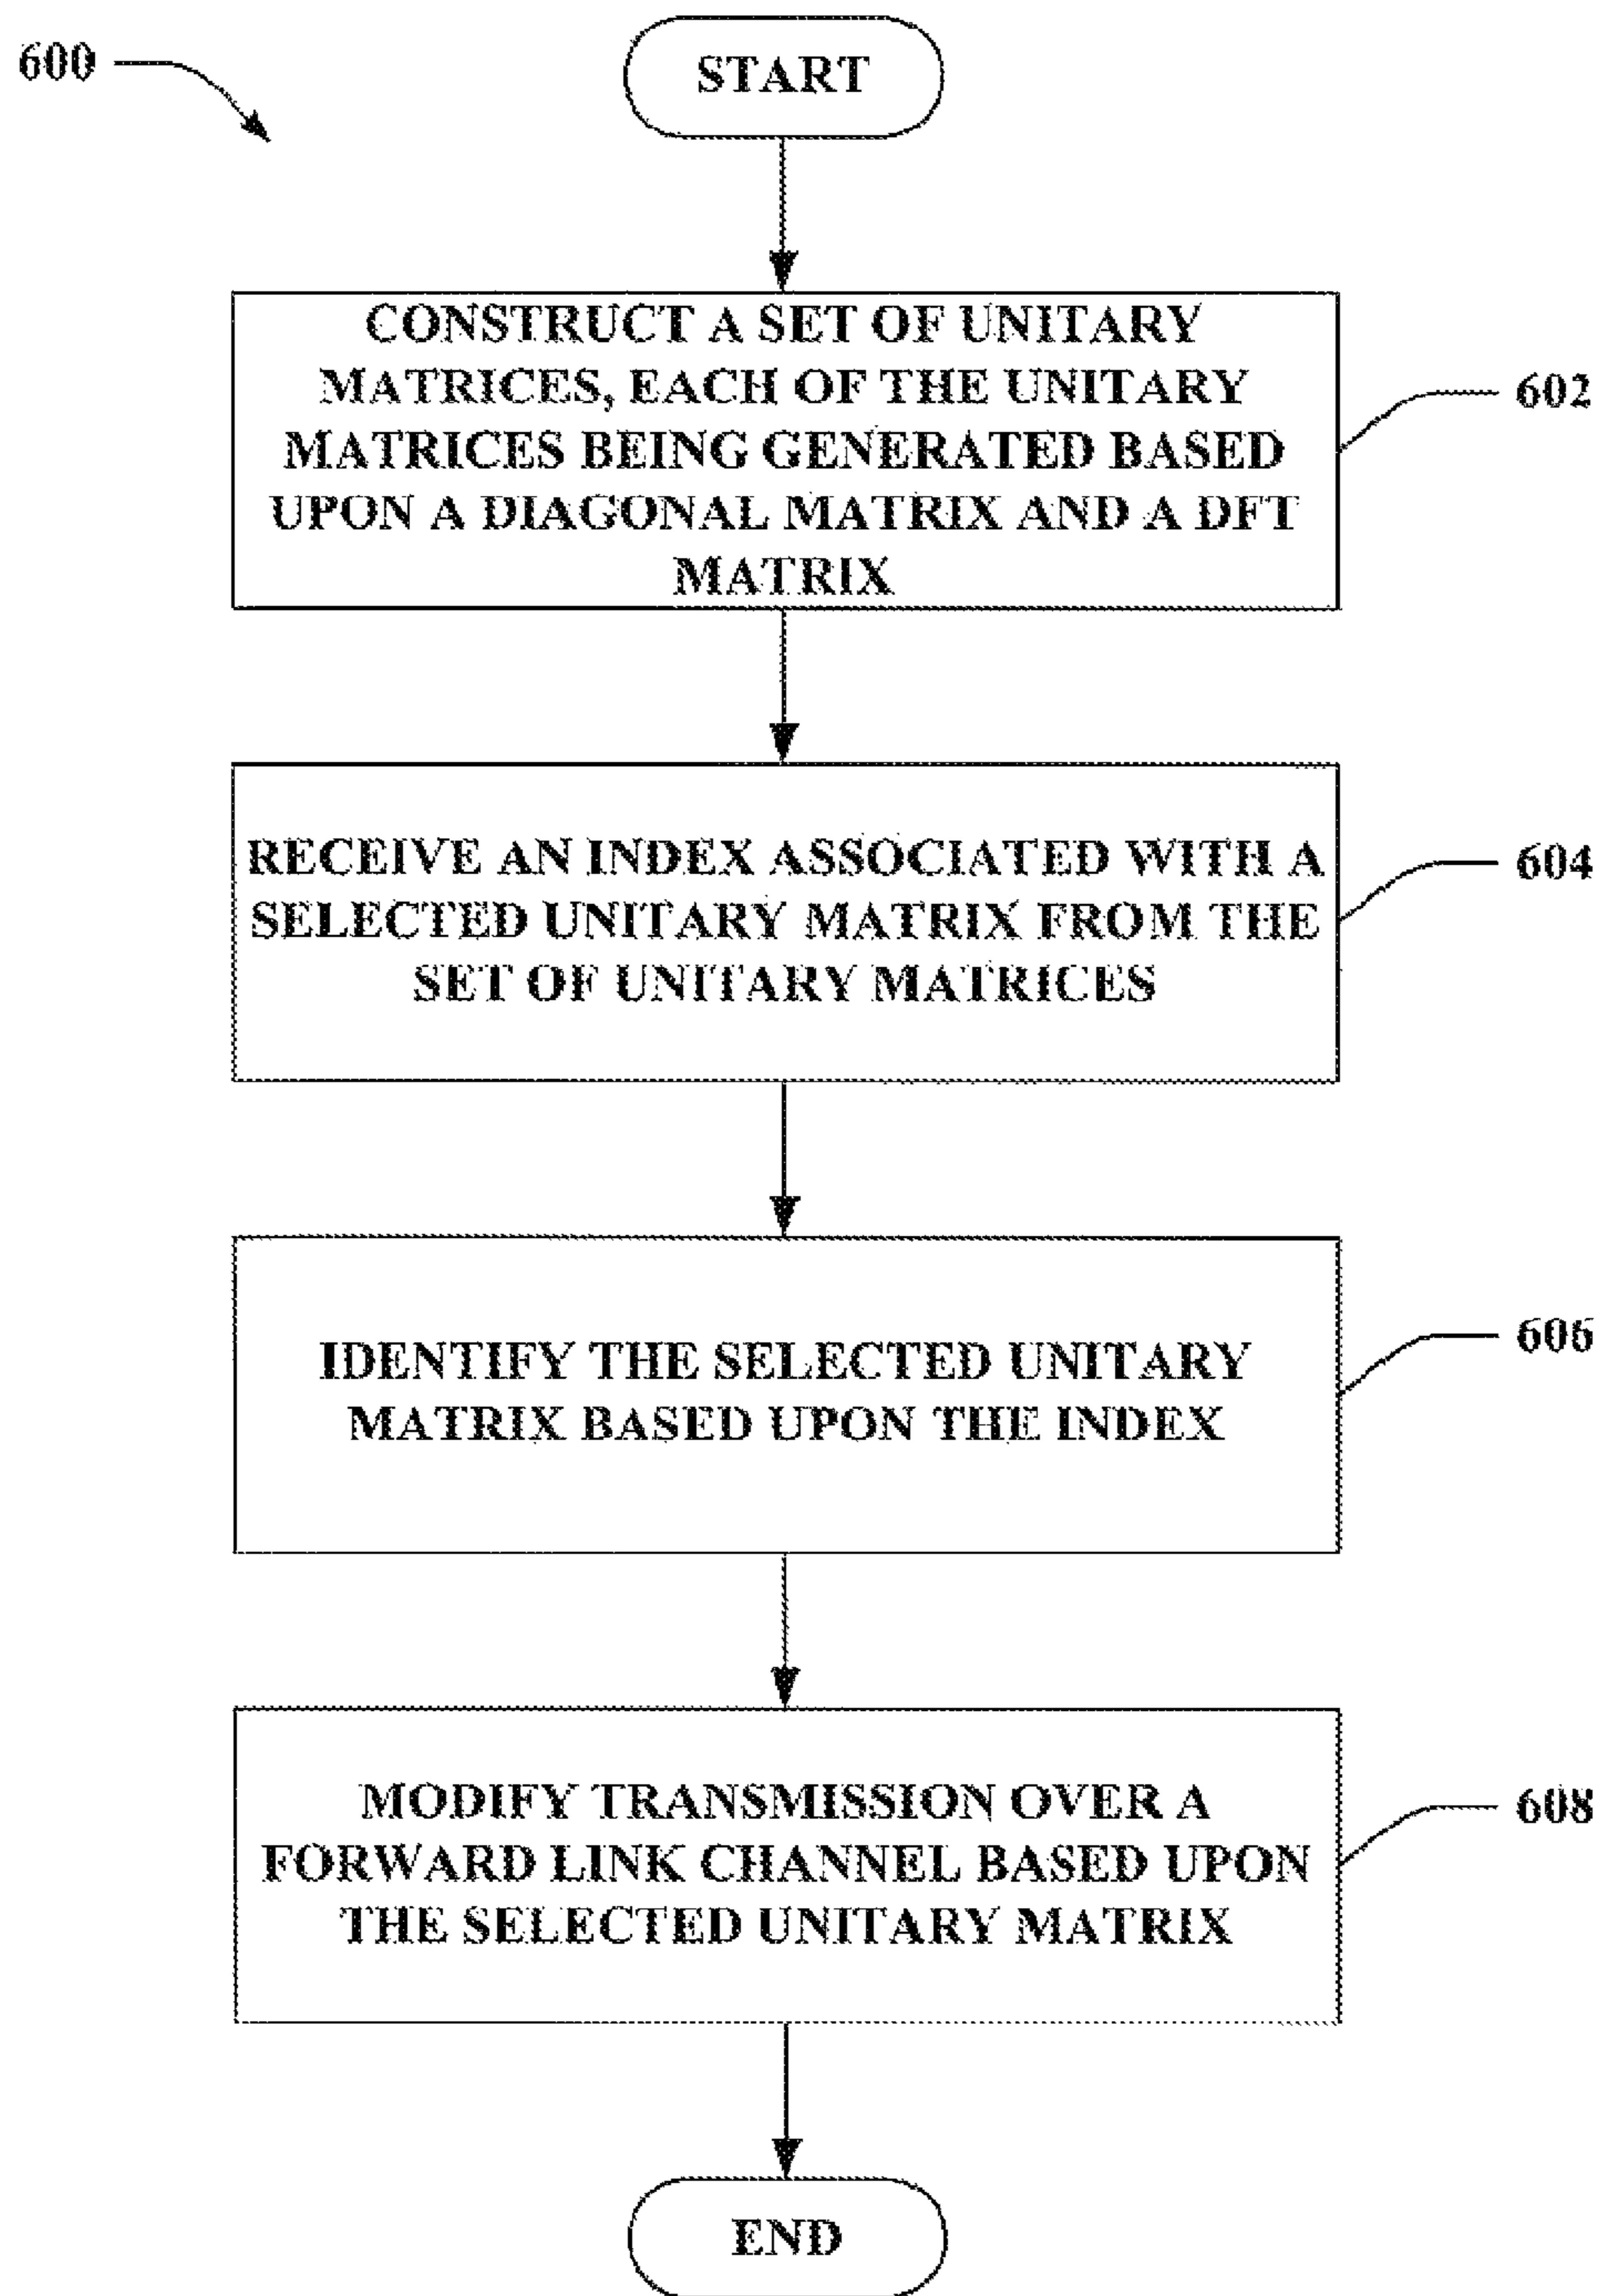 600
START
CONSTRUCT A SET OF UNITARY
MATRICES, EACH OF THE UNITARY
MATRICES BEING GENERATED BASED
UPON A DIAGONAL MATRIX AND A DFT
MATRIX
602
RECEIVE AN INDEX ASSOCIATED WITH A
SELECTED UNITARY MATRIX FROM THE
SET OF UNITARY MATRICES
604
IDENTIFY THE SELECTED UNITARY
MATRIX BASED UPON THE INDEX
606
MODIFY TRANSMISSION OVER A
FORWARD LINK CHANNEL BASED UPON
THE SELECTED UNITARY MATRIX
608
END